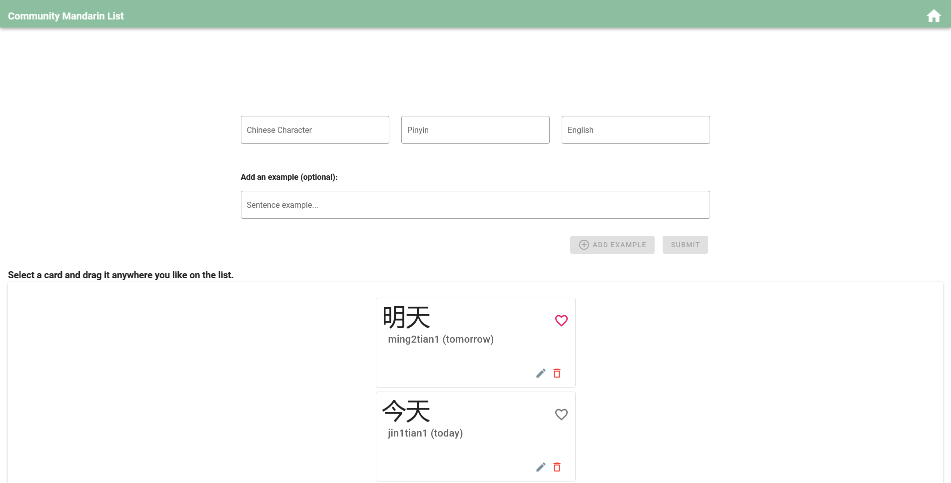 Community Mandarin List
Chinese Character
Pinyin
English
Add an example (optional):
Sentence example...
ADD EXAMPLE
SUBMIT
Select a card and drag it anywhere you like on the list.
明天
ming2tian1 (tomorrow)
今天
jin1tian1 (today)